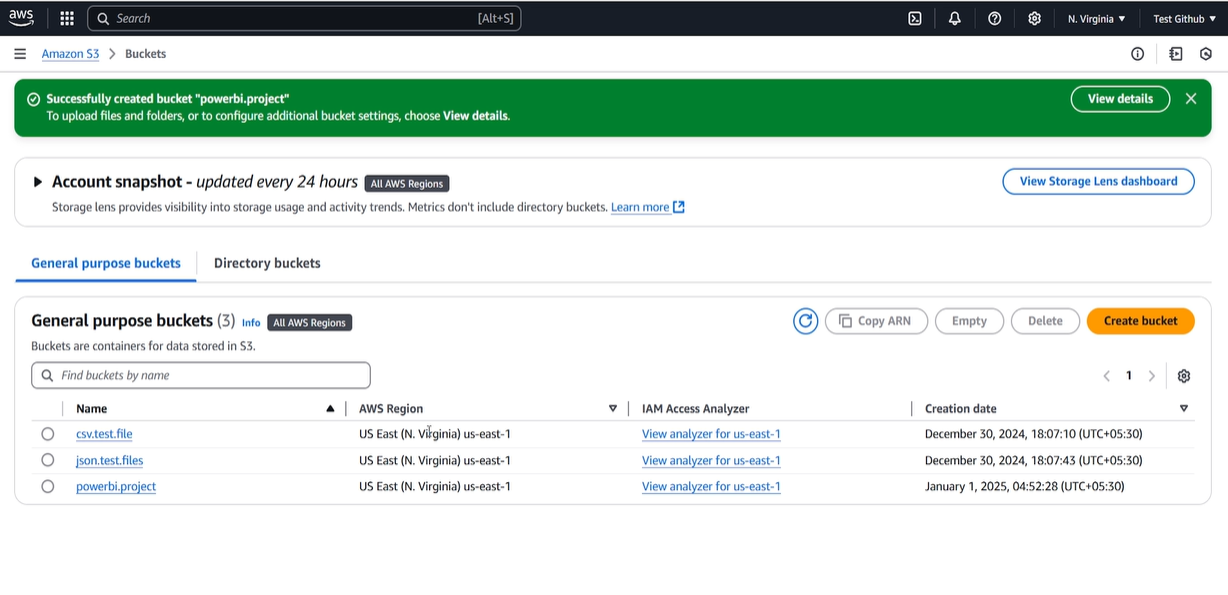 aws
Search [Alt+S] N. Virginia ▼ Test Github ▼
Amazon S3 > Buckets
Successfully created bucket "powerbi.project"
To upload files and folders, or to configure additional bucket settings, choose View details.
View details
Account snapshot - updated every 24 hours All AWS Regions
View Storage Lens dashboard
Storage lens provides visibility into storage usage and activity trends. Metrics don't include directory buckets. Learn more
General purpose buckets Directory buckets
General purpose buckets (3) Info All AWS Regions
Copy ARN Empty Delete Create bucket
Buckets are containers for data stored in S3.
Find buckets by name
1
Name AWS Region IAM Access Analyzer Creation date
csv.test.file US East (N. Virginia) us-east-1 View analyzer for us-east-1 December 30, 2024, 18:07:10 (UTC+05:30)
json.test.files US East (N. Virginia) us-east-1 View analyzer for us-east-1 December 30, 2024, 18:07:43 (UTC+05:30)
powerbi.project US East (N. Virginia) us-east-1 View analyzer for us-east-1 January 1, 2025, 04:52:28 (UTC+05:30)